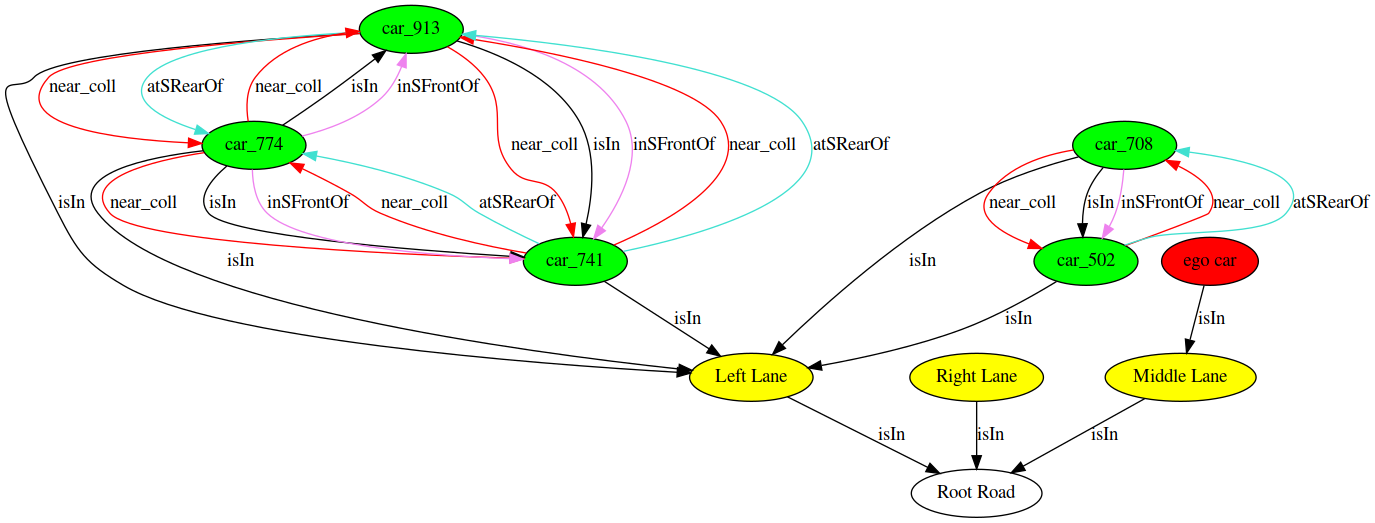 car_913
near_coll atSRearOf near_coll isIn inSFrontOf
car_774 near_coll isIn inSFrontOf near_coll atSRearOf car_708
isIn near_coll isIn inSFrontOf near_coll atSRearOf near_coll isIn inSFrontOf near_coll atSRearOf
isIn car_741 isIn car_502 ego car
isIn isIn isIn
Left Lane Right Lane Middle Lane
isIn isIn isIn
Root Road